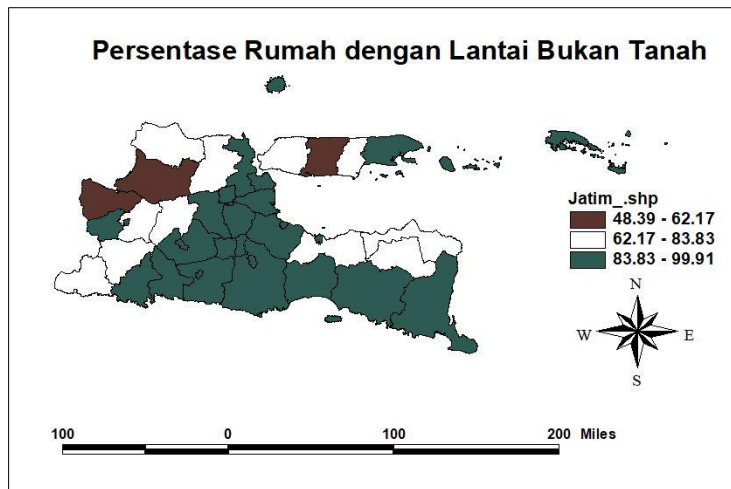 Persentase Rumah dengan Lantai Bukan Tanah
Jatim_.shp
48.39 - 62.17
62.17 - 83.83
83.83 - 99.91
N
W E
S
100 0 100 200 Miles